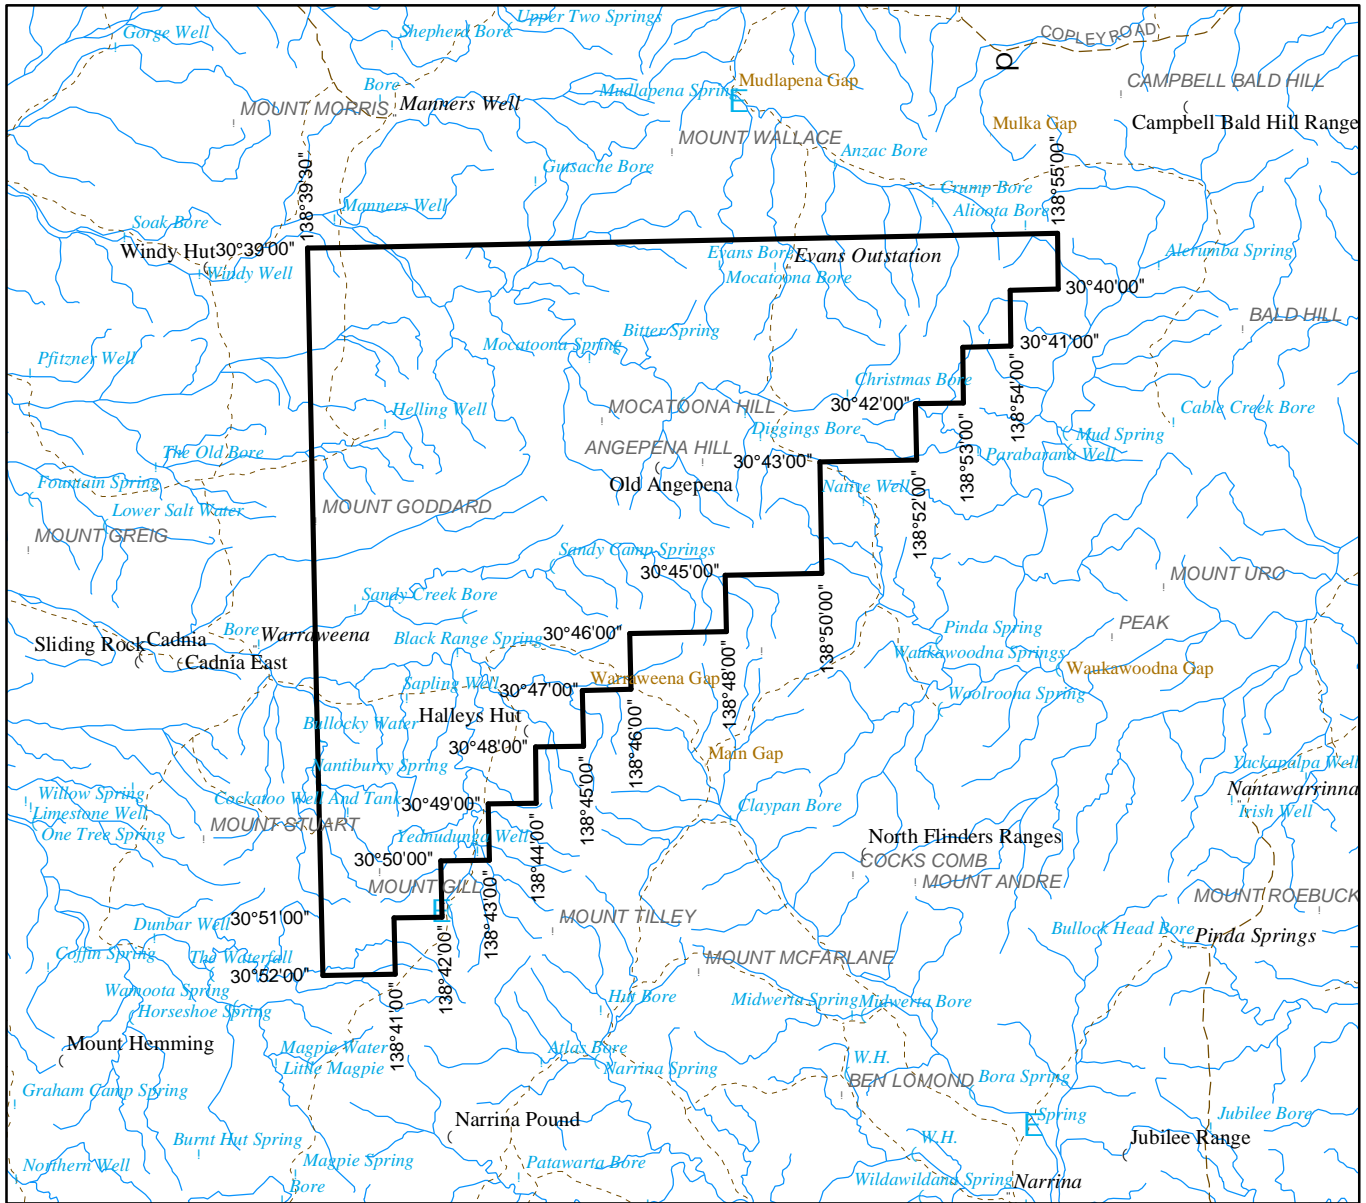 Upper Two Springs
Gorge Well
Shepherd Bore
COPLEY ROAD
p
Bore
Mudlapena Gap
CAMPBELL BALD HILL
Mudlapena Spring
E
MOUNT MORRIS
Manners Well
Mulka Gap
Campbell Bald Hill Range
MOUNT WALLACE
Anzac Bore
Gutsache Bore
138°39'30"
138°55'00"
Crump Bore
Manners Well
Alioota Bore
Soak Bore
Windy Hut
30°39'00"
Evans Bore
Evans Outstation
Alerumba Spring
Windy Well
Mocatoona Bore
30°40'00"
BALD HILL
Bitter Spring
30°41'00"
Mocatoona Spring
Pfitzner Well
Christmas Bore
138°54'00"
Helling Well
MOCATOONA HILL
30°42'00"
Cable Creek Bore
Diggings Bore
Mud Spring
138°53'00"
ANGEPENA HILL
The Old Bore
30°43'00"
Parabarana Well
Old Angepena
Native Well
Fountain Spring
138°52'00"
Lower Salt Water
MOUNT GODDARD
MOUNT GREIG
Sandy Camp Springs
30°45'00"
MOUNT URO
Sandy Creek Bore
138°50'00"
PEAK
Bore
Warraweena
Black Range Spring
30°46'00"
Pinda Spring
Sliding Rock
Cadnia
Cadnia East
Waukawoodna Springs
Waukawoodna Gap
138°48'00"
Sapling Well
30°47'00"
Warraweena Gap
Woolroona Spring
Bullocky Water
Halleys Hut
138°46'00"
30°48'00"
Main Gap
Nantiburry Spring
Yackapalpa Well
138°45'00"
Nantawarrinna
Willow Spring
Cockatoo Well And Tank
30°49'00"
Claypan Bore
Limestone Well
Irish Well
MOUNT STUART
One Tree Spring
Yeanudunga Well
North Flinders Ranges
138°44'00"
30°50'00"
COCKS COMB
MOUNT GILL
MOUNT ANDRE
MOUNT ROEBUCK
138°43'00"
E
Dunbar Well
30°51'00"
MOUNT TILLEY
Bullock Head Bore
Pinda Springs
138°42'00"
Coffin Spring
The Waterfall
30°52'00"
MOUNT MCFARLANE
Wamoota Spring
Hut Bore
Midwerta Spring
Midwerta Bore
Horseshoe Spring
138°41'00"
Mount Hemming
Magpie Water
Atlas Bore
W.H.
Little Magpie
Narrina Spring
Bora Spring
BEN LOMOND
Graham Camp Spring
Narrina Pound
E
Spring
Jubilee Bore
Burnt Hut Spring
W.H.
Jubilee Range
Northern Well
Magpie Spring
Patawarta Bore
Bore
Wildawildand Spring
Narrina